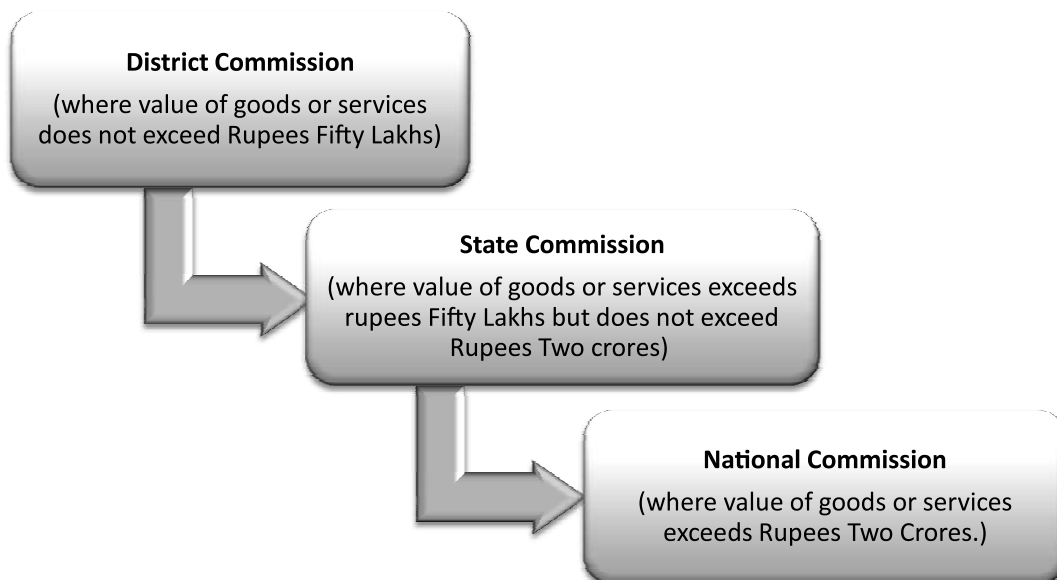 District Commission
(where value of goods or services
does not exceed Rupees Fifty Lakhs)
State Commission
(where value of goods or services exceeds
rupees Fifty Lakhs but does not exceed
Rupees Two crores)
National Commission
(where value of goods or services
exceeds Rupees Two Crores.)